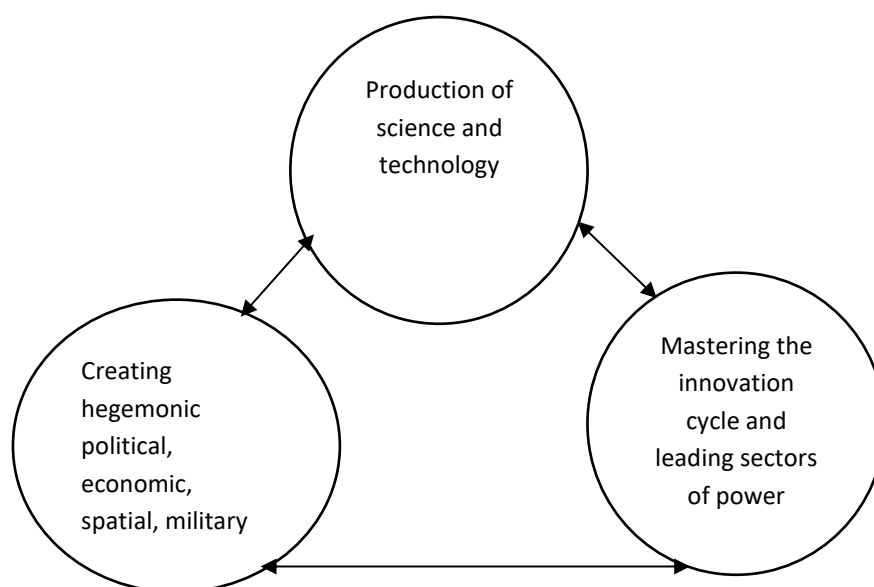 Production of
science and
technology
Creating
hegemonic
political,
economic,
spatial, military
Mastering the
innovation
cycle and
leading sectors
of power